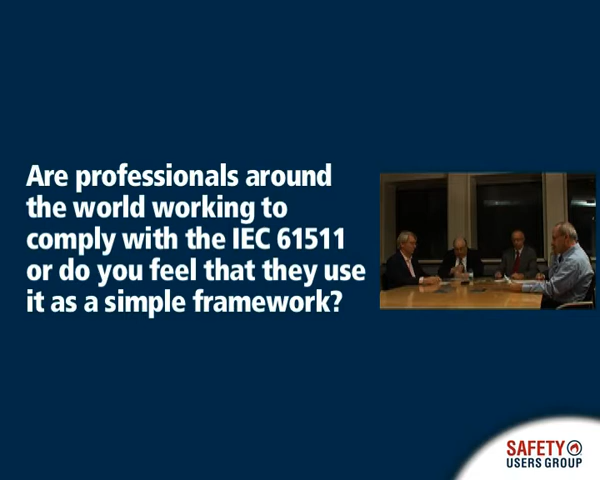 Are professionals around
the world working to
comply with the IEC 61511
or do you feel that they use
it as a simple framework?
SAFETY
USERS GROUP